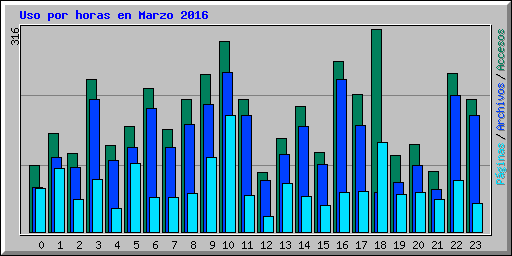 Uso por horas en Marzo 2016
316
Páginas / Archivos / Accesos
0 1 2 3 4 5 6 7 8 9 10 11 12 13 14 15 16 17 18 19 20 21 22 23